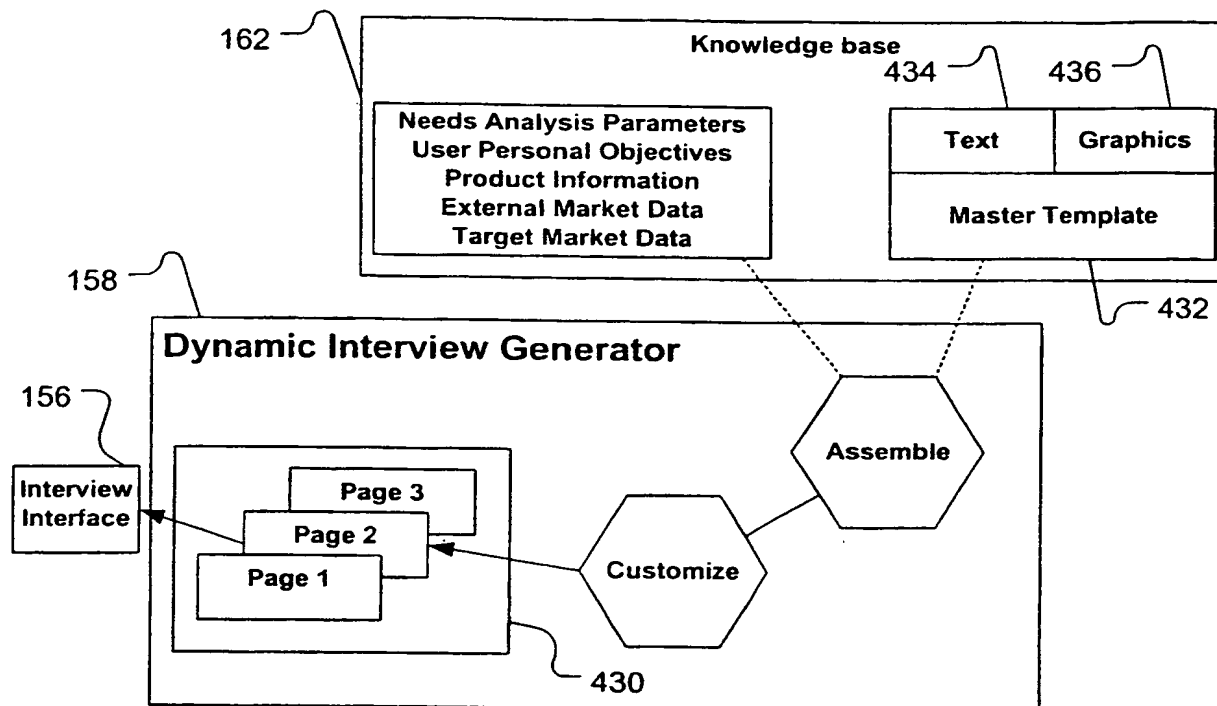 162
Knowledge base
434
436
Needs Analysis Parameters
User Personal Objectives
Product Information
External Market Data
Target Market Data
Text
Graphics
Master Template
432
158
Dynamic Interview Generator
156
Interview
Interface
Page 3
Page 2
Page 1
Customize
Assemble
430